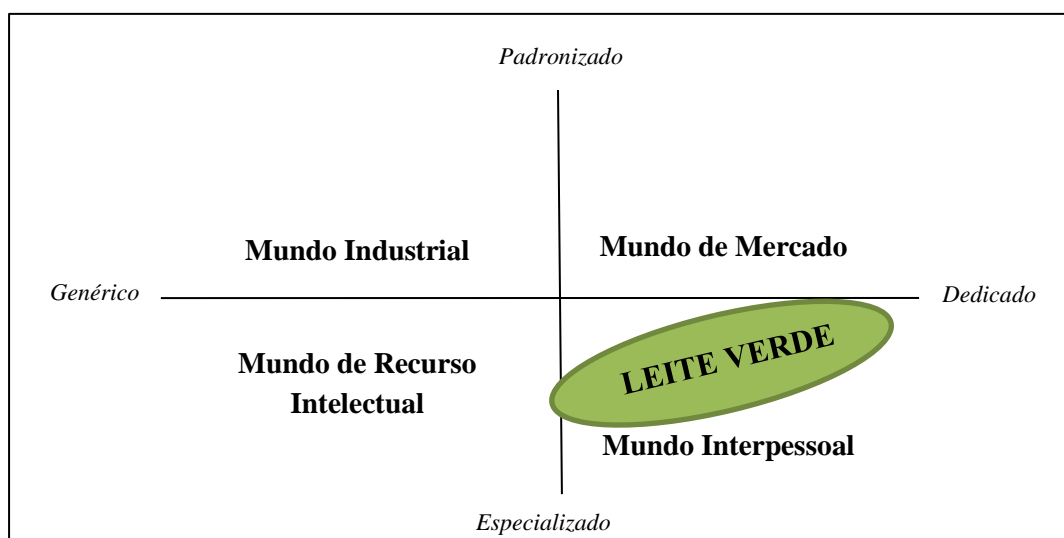 Padronizado
Mundo Industrial
Mundo de Mercado
Genérico
Dedicado
Mundo de Recurso
Intelectual
LEITE VERDE
Mundo Interpessoal
Especializado